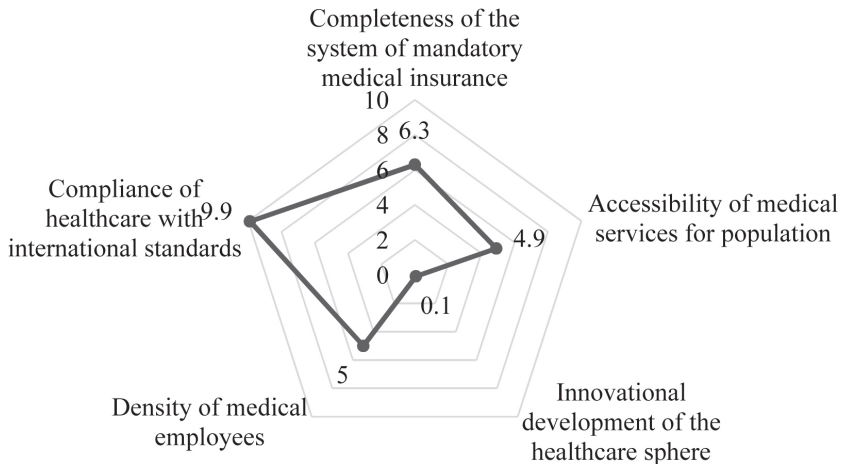 Completeness of the
system of mandatory
medical insurance
10
8
6.3
6
4
2
0
Accessibility of medical
services for population
4.9
0.1
Innovational
development of the
healthcare sphere
5
Density of medical
employees
Compliance of
healthcare with
international standards
9.9